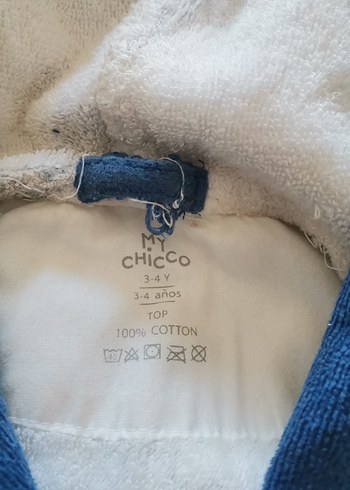 MY
CHICCO
3-4 Y
3-4 años
TOP
100% COTTON